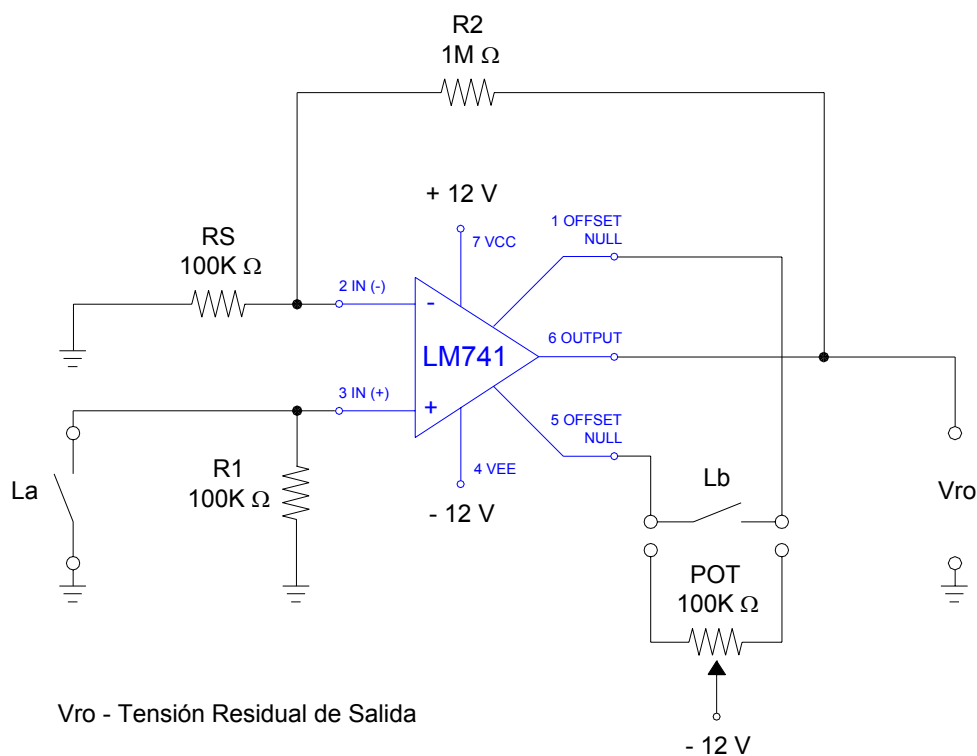 R2
1M Ω
+ 12 V
1 OFFSET
NULL
7 VCC
RS
100K Ω
2 IN (-)
-
6 OUTPUT
LM741
3 IN (+)
+
5 OFFSET
NULL
R1
100K Ω
4 VEE
- 12 V
La
Lb
Vro
POT
100K Ω
Vro - Tensión Residual de Salida
- 12 V